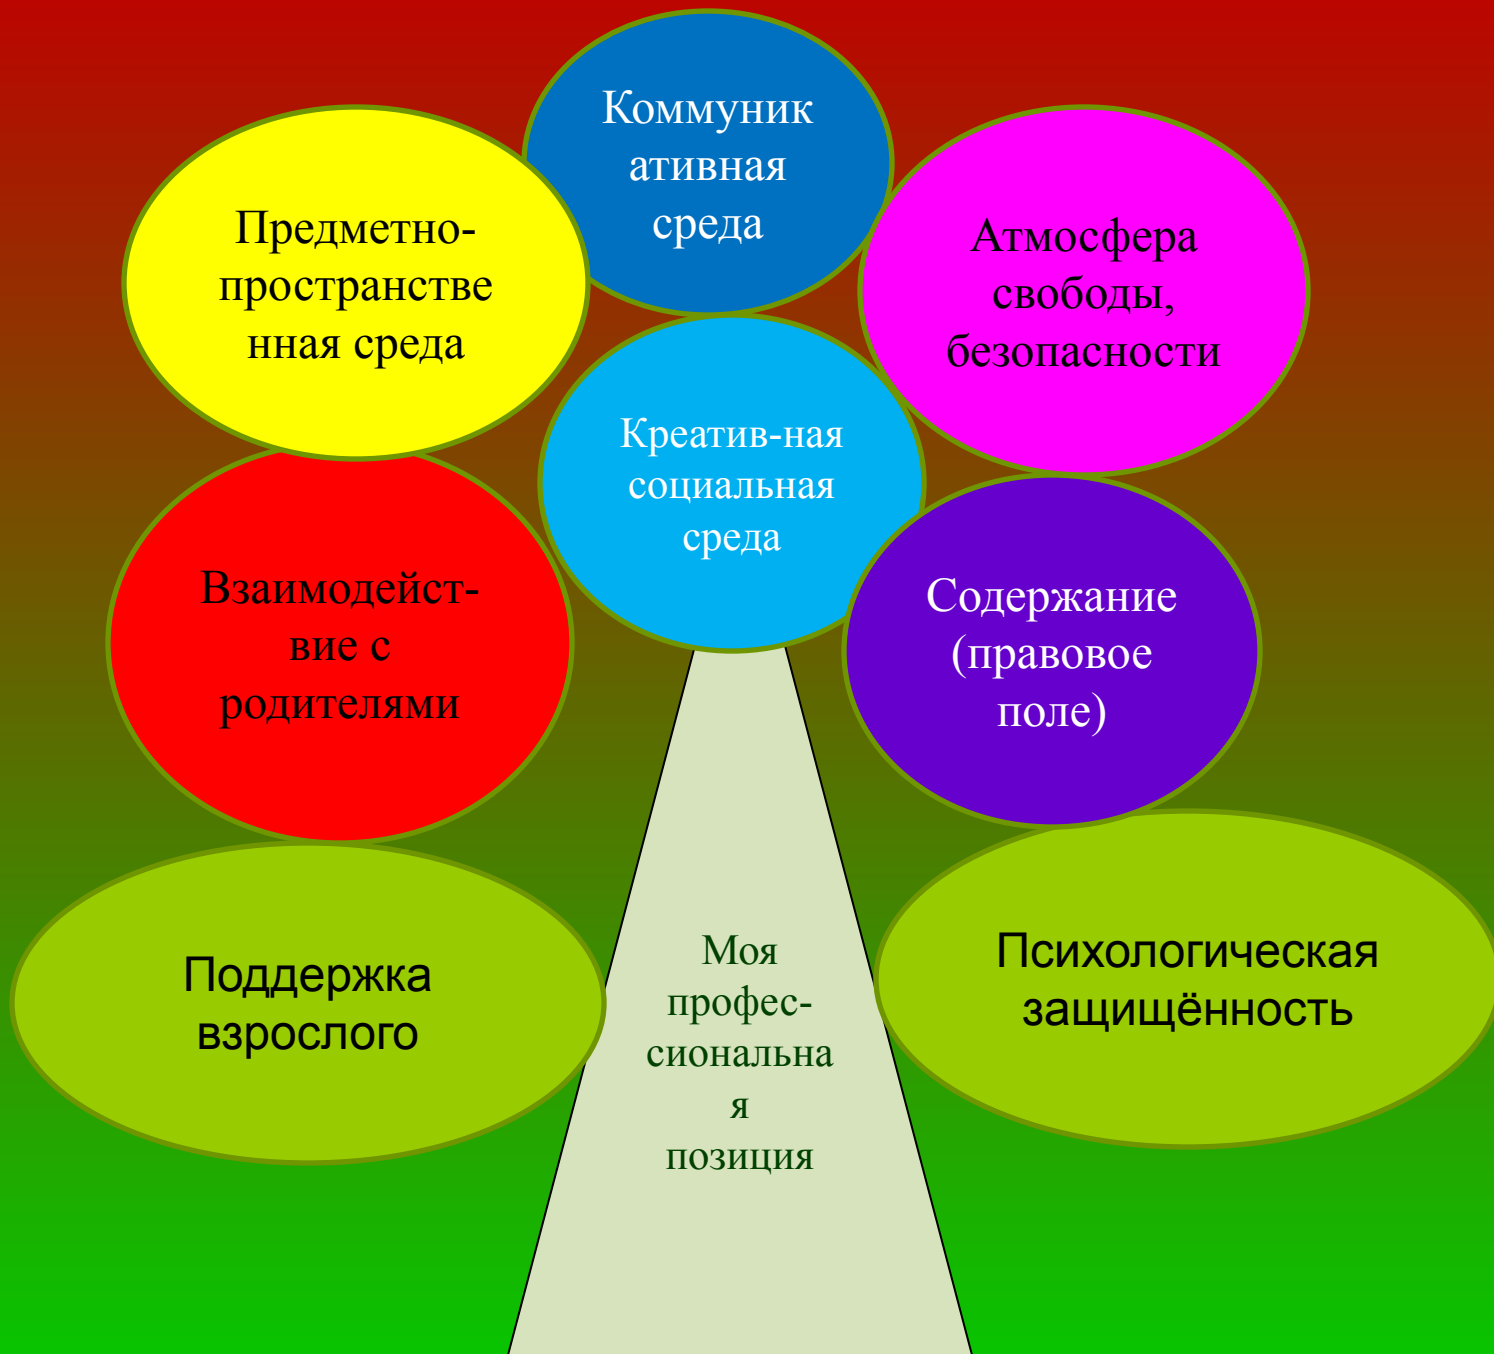 Коммуник
ативная
среда
Предметно-
пространстве
нная среда
Атмосфера
свободы,
безопасности
Креатив-ная
социальная
среда
Взаимодейст-
вие с
родителями
Содержание
(правовое
поле)
Поддержка
взрослого
Моя
профес-
сиональна
я
позиция
Психологическая
защищённость